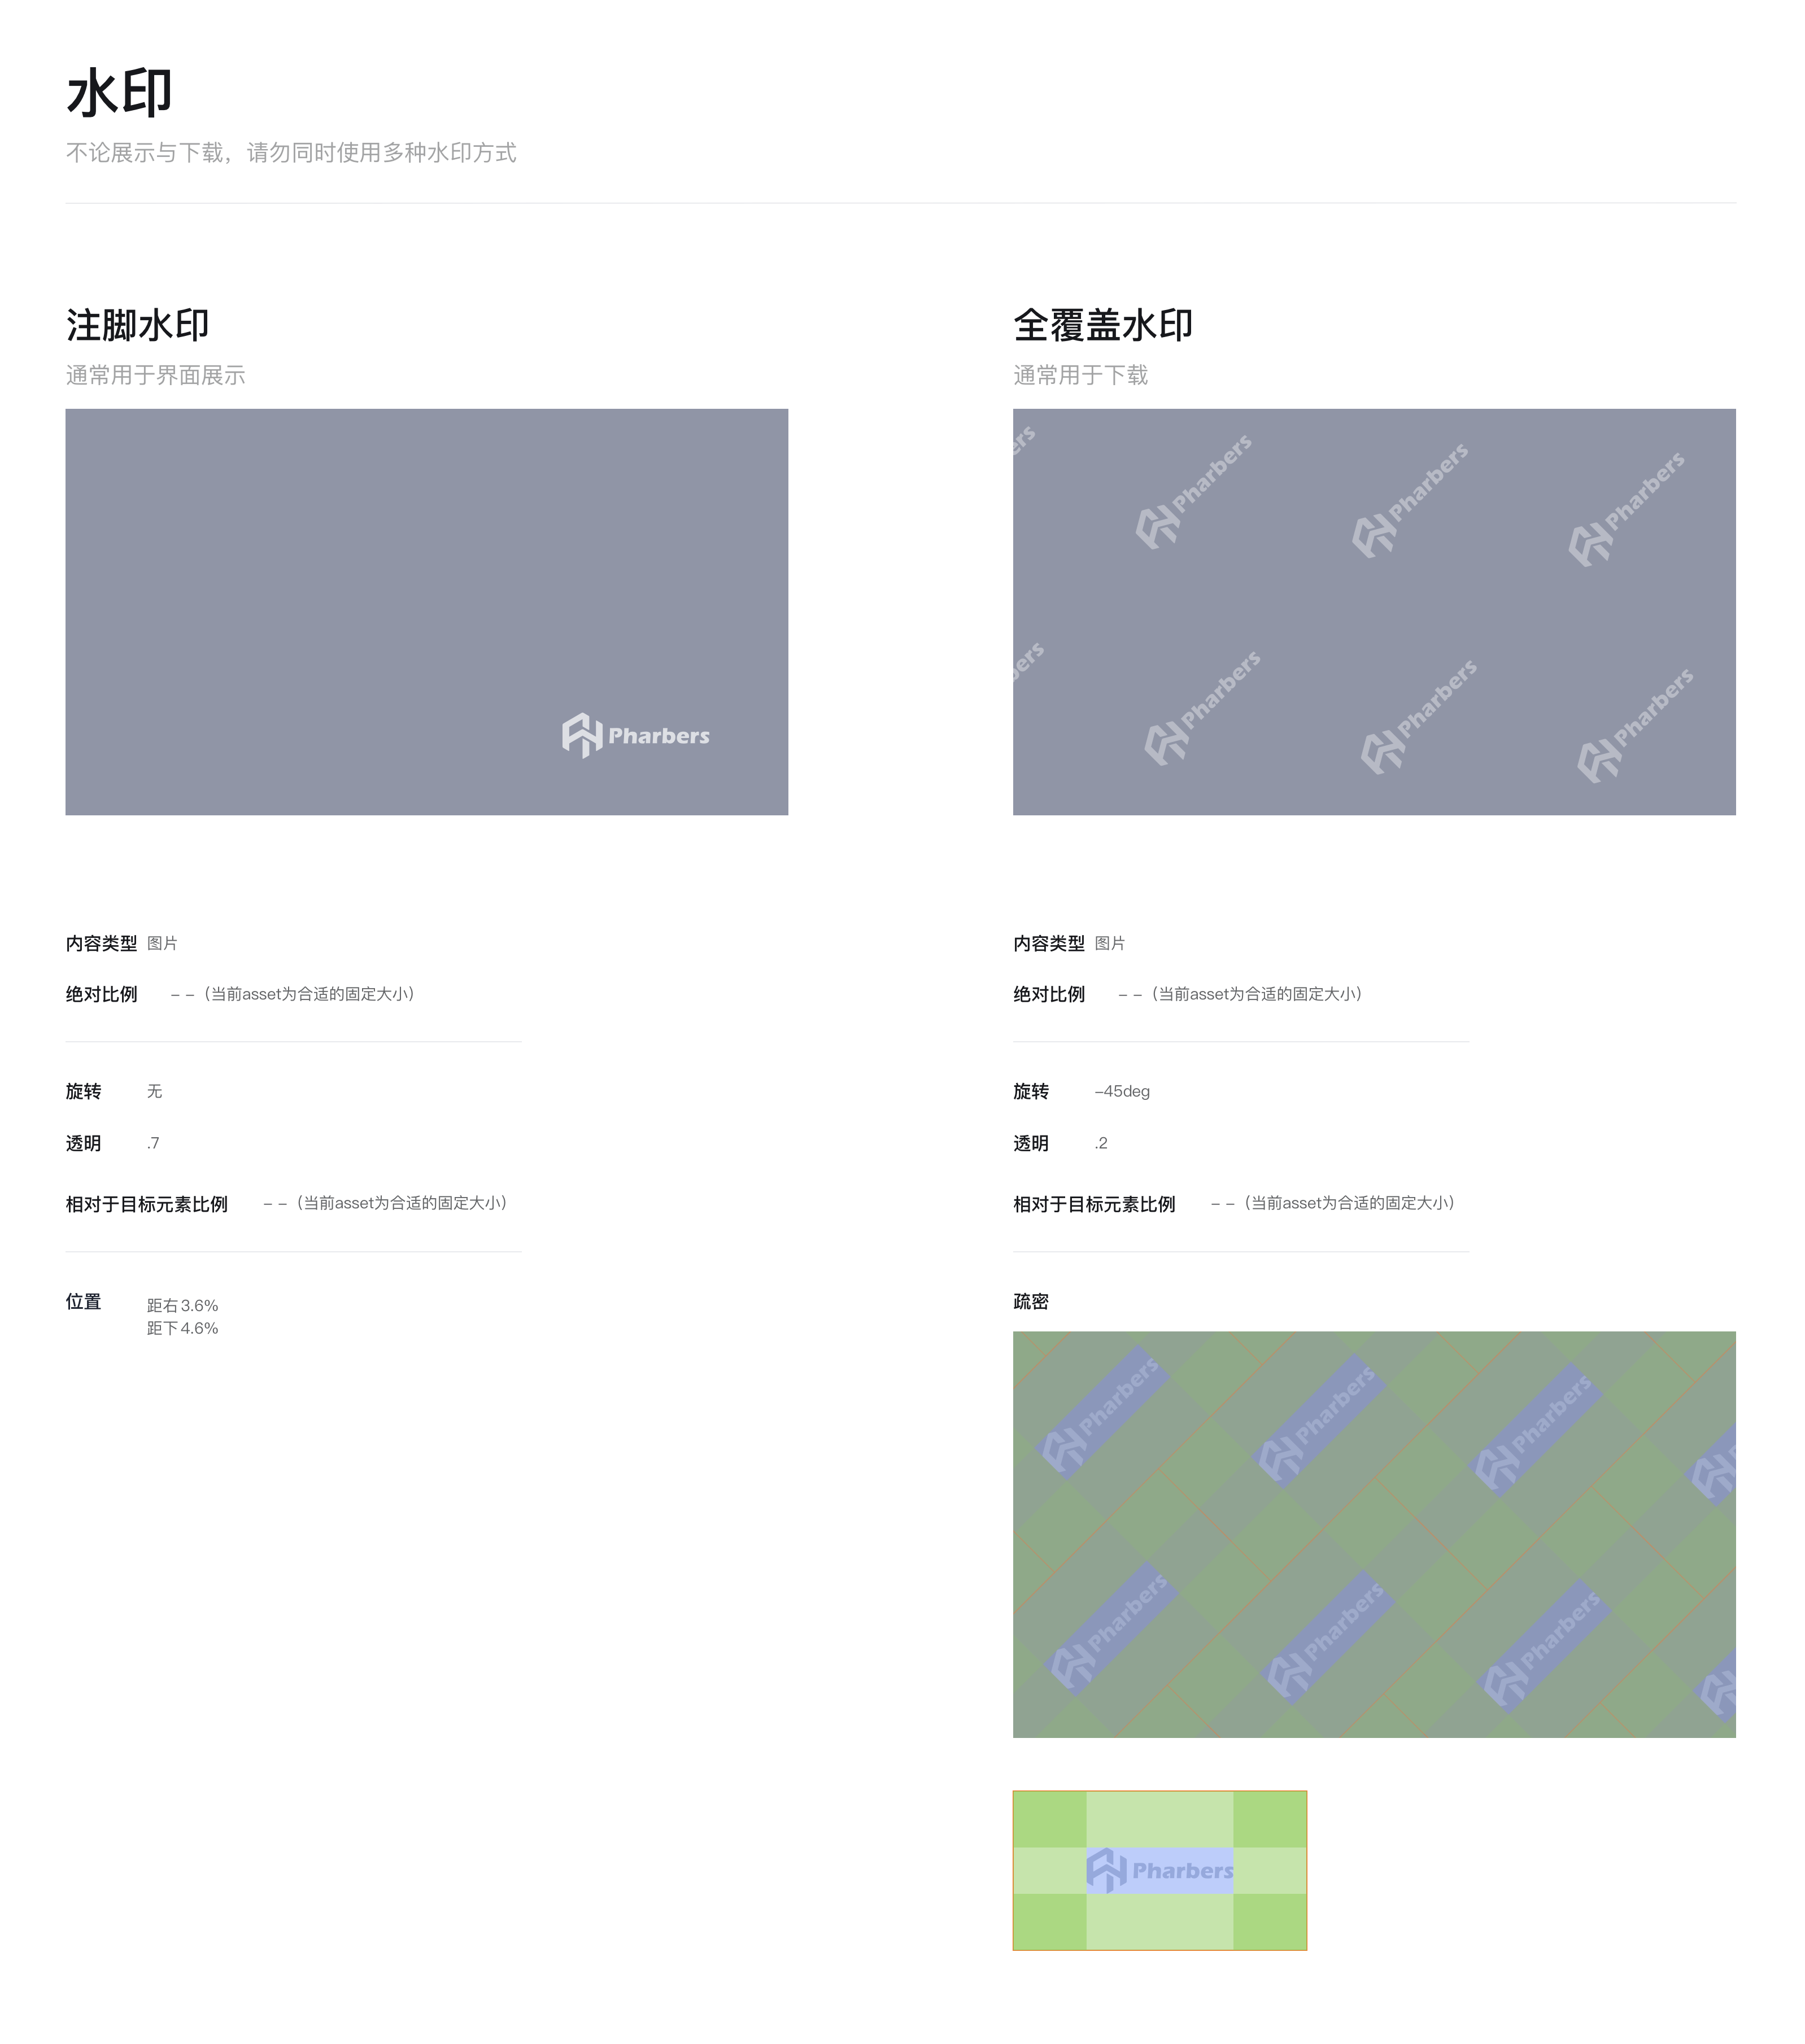 水印
不论展示与下载，请勿同时使用多种水印方式
注脚水印
通常用于界面展示
Pharbers
内容类型 图片
绝对比例 – –（当前asset为合适的固定大小）
旋转 无
透明 .7
相对于目标元素比例 – –（当前asset为合适的固定大小）
位置 距右 3.6%
距下 4.6%
全覆盖水印
通常用于下载
ers
Pharbers
Pharbers
Pharbers
bers
Pharbers
Pharbers
Pharbers
内容类型 图片
绝对比例 – –（当前asset为合适的固定大小）
旋转 –45deg
透明 .2
相对于目标元素比例 – –（当前asset为合适的固定大小）
疏密
Pharbers
Pharbers
Pharbers
Pharbers
Pharbers
Pharbers
Pharbers